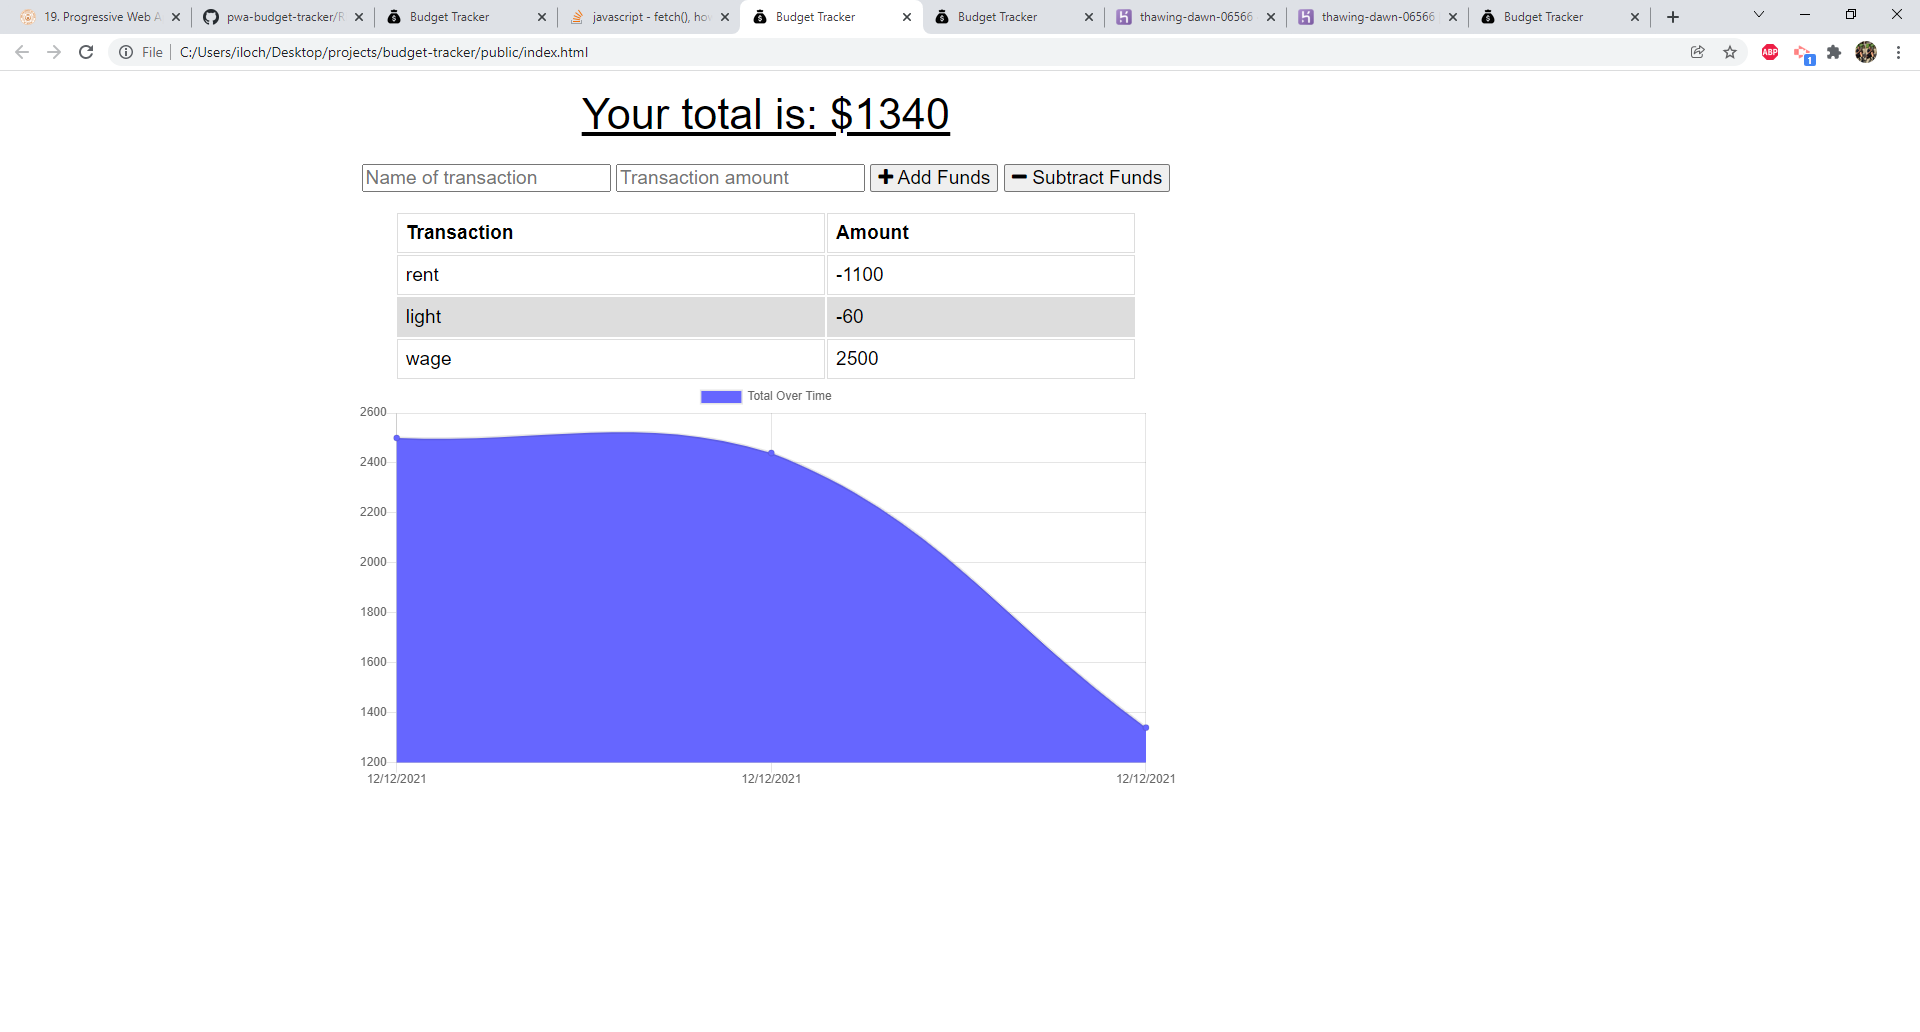 19. Progressive Web A
pwa-budget-tracker/R
Budget Tracker
javascript - fetch(), ho
Budget Tracker
Budget Tracker
thawing-dawn-06566
thawing-dawn-06566
Budget Tracker
File
C:/Users/iloch/Desktop/projects/budget-tracker/public/index.html
ABP
1
Your total is: $1340
Name of transaction
Transaction amount
Add Funds
Subtract Funds
Transaction Amount
rent -1100
light -60
wage 2500
Total Over Time
2600
2400
2200
2000
1800
1600
1400
1200
12/12/2021 12/12/2021 12/12/2021